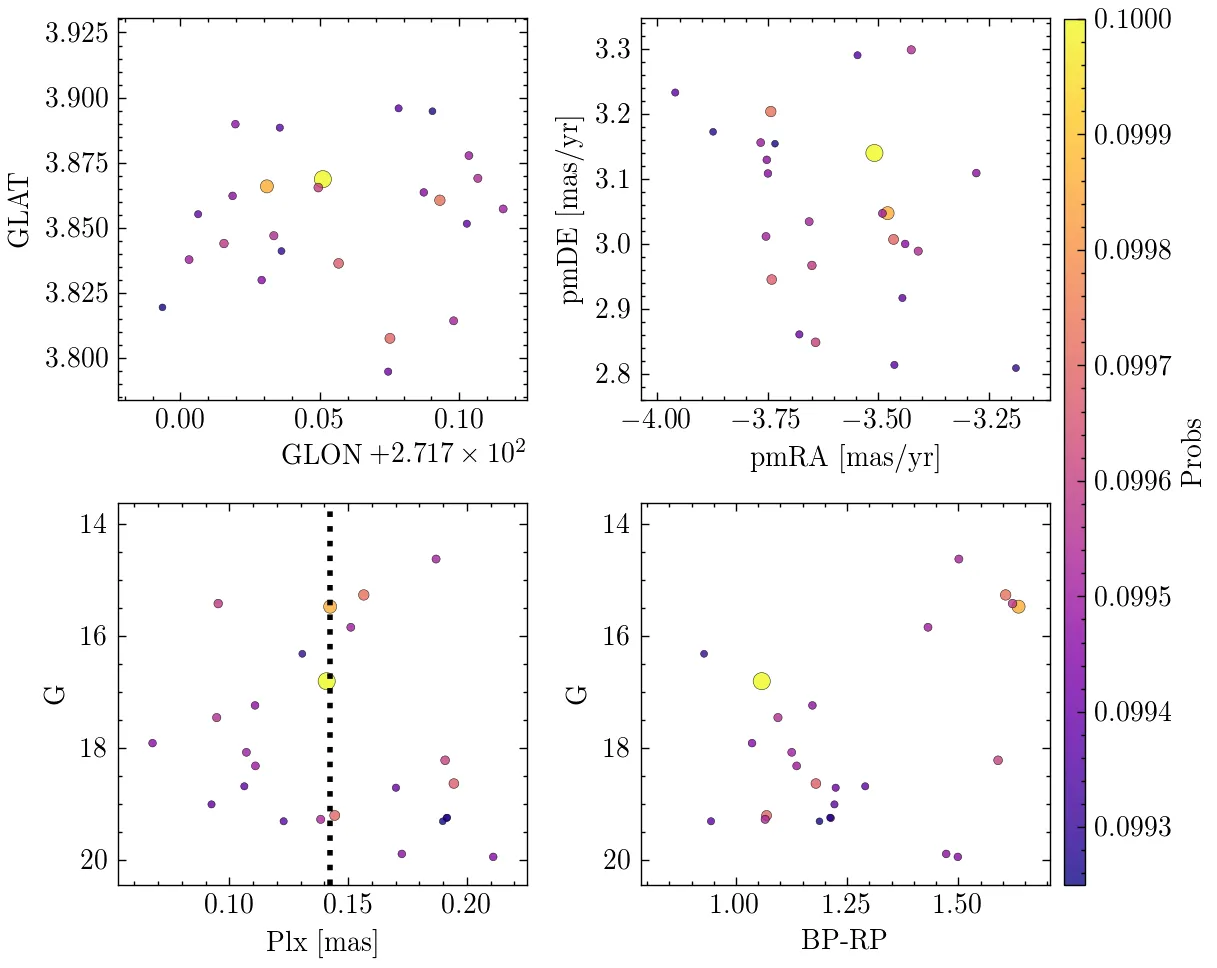 3.925
3.900
3.875
3.850
3.825
3.800
GLAT
0.00 0.05 0.10
GLON +2.717 × 10²
3.3
3.2
3.1
3.0
2.9
2.8
pmDE [mas/yr]
−4.00 −3.75 −3.50 −3.25
pmRA [mas/yr]
14
16
18
20
G
0.10 0.15 0.20
Plx [mas]
14
16
18
20
G
1.00 1.25 1.50
BP-RP
0.1000
0.0999
0.0998
0.0997
0.0996
0.0995
0.0994
0.0993
Probs